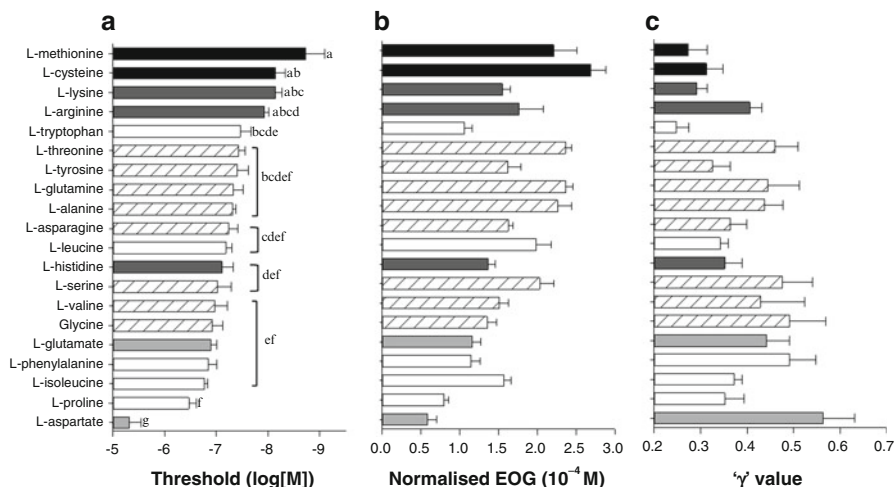 a b c
L-methionine a
L-cysteine ab
L-lysine abc
L-arginine abcd
L-tryptophan bcde
L-threonine
L-tyrosine
L-glutamine bcdef
L-alanine
L-asparagine
L-leucine cdef
L-histidine
L-serine def
L-valine
Glycine
L-glutamate ef
L-phenylalanine
L-isoleucine
L-proline f
L-aspartate g
-5 -6 -7 -8 -9 0.0 0.5 1.0 1.5 2.0 2.5 3.0 0.2 0.3 0.4 0.5 0.6 0.7
Threshold (log[M]) Normalised EOG (10⁻⁴ M) ‘γ’ value